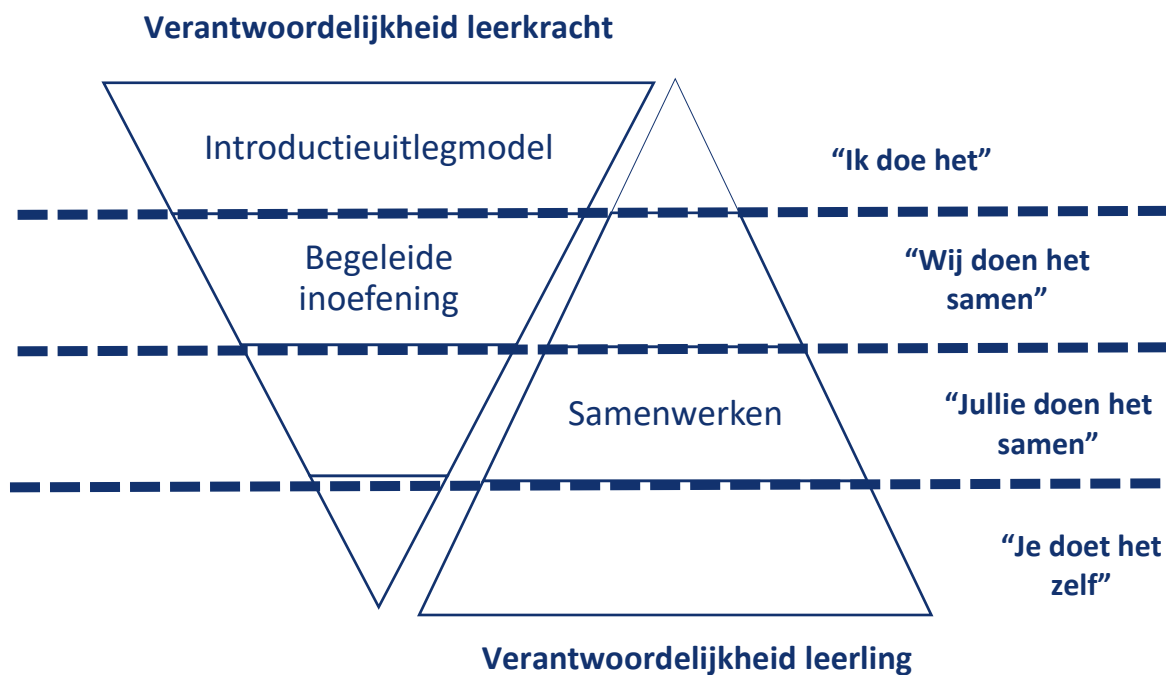 Verantwoordelijkheid leerkracht
Introductieuitlegmodel
“Ik doe het”
Begeleide
inoefening
“Wij doen het
samen”
Samenwerken
“Jullie doen het
samen”
“Je doet het
zelf”
Verantwoordelijkheid leerling